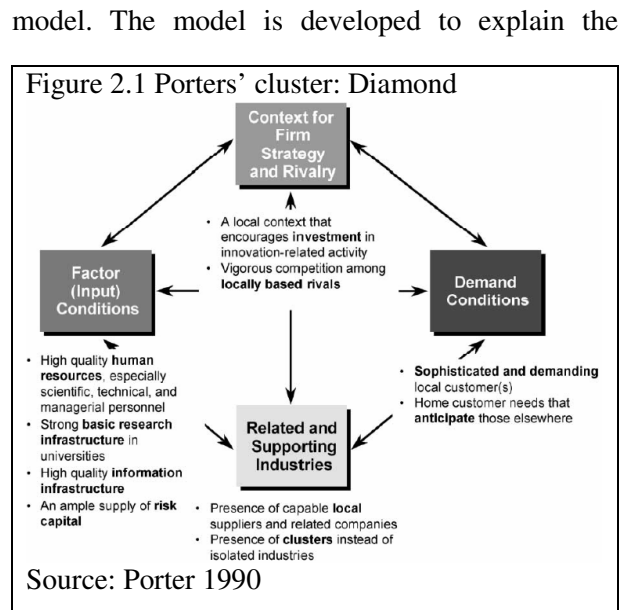 model. The model is developed to explain the
Figure 2.1 Porters' cluster: Diamond
Context for
Firm
Strategy
and Rivalry
• A local context that
encourages investment in
innovation-related activity
• Vigorous competition among
locally based rivals
Factor
(Input)
Conditions
Demand
Conditions
• High quality human
resources, especially
scientific, technical, and
managerial personnel
• Strong basic research
infrastructure in
universities
• High quality information
infrastructure
• An ample supply of risk
capital
• Sophisticated and demanding
local customer(s)
• Home customer needs that
anticipate those elsewhere
Related and
Supporting
Industries
• Presence of capable local
suppliers and related companies
• Presence of clusters instead of
isolated industries
Source: Porter 1990